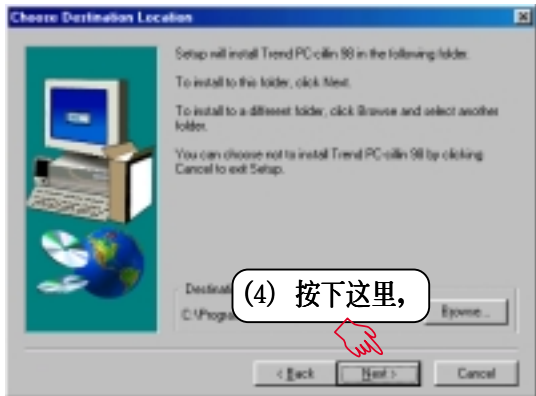 Choose Destination Location
Setup will install Trend PC-cillin 98 in the following folder.
To install to this folder, click Next.
To install to a different folder, click Browse and select another
folder.
You can choose not to install Trend PC-cillin 98 by clicking
Cancel to exit Setup.
(4) 按下这里,
Destinat
C:\Progra
Browse...
< Back
Next >
Cancel